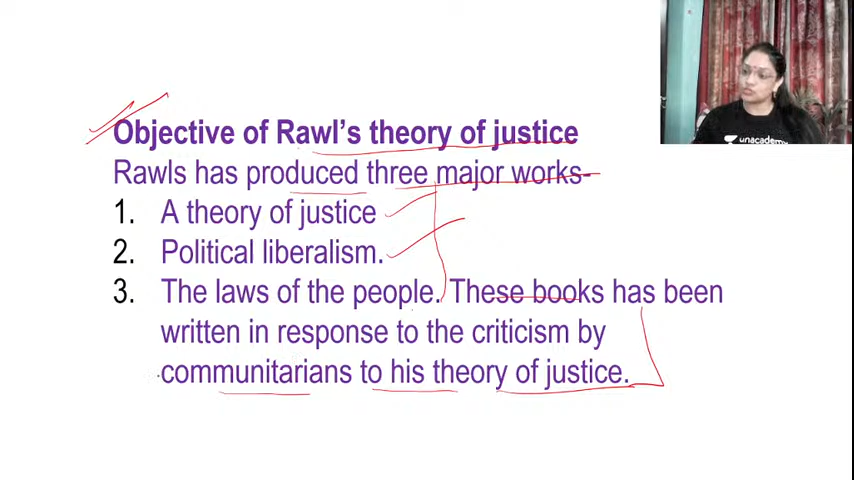 Objective of Rawl's theory of justice
Rawls has produced three major works-
1. A theory of justice
2. Political liberalism.
3. The laws of the people. These books has been
written in response to the criticism by
communitarians to his theory of justice.
unacademy